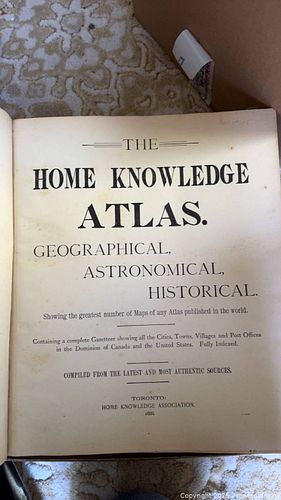 THE
HOME KNOWLEDGE
ATLAS.
GEOGRAPHICAL,
ASTRONOMICAL,
HISTORICAL.
Showing the greatest number of Maps of any Atlas published in the world.
Containing a complete Gazetteer showing all the Cities, Towns, Villages and Post Offices
in the Dominion of Canada and the United States. Fully Indexed.
COMPILED FROM THE LATEST AND MOST AUTHENTIC SOURCES.
TORONTO:
HOME KNOWLEDGE ASSOCIATION.
Copyright 2025